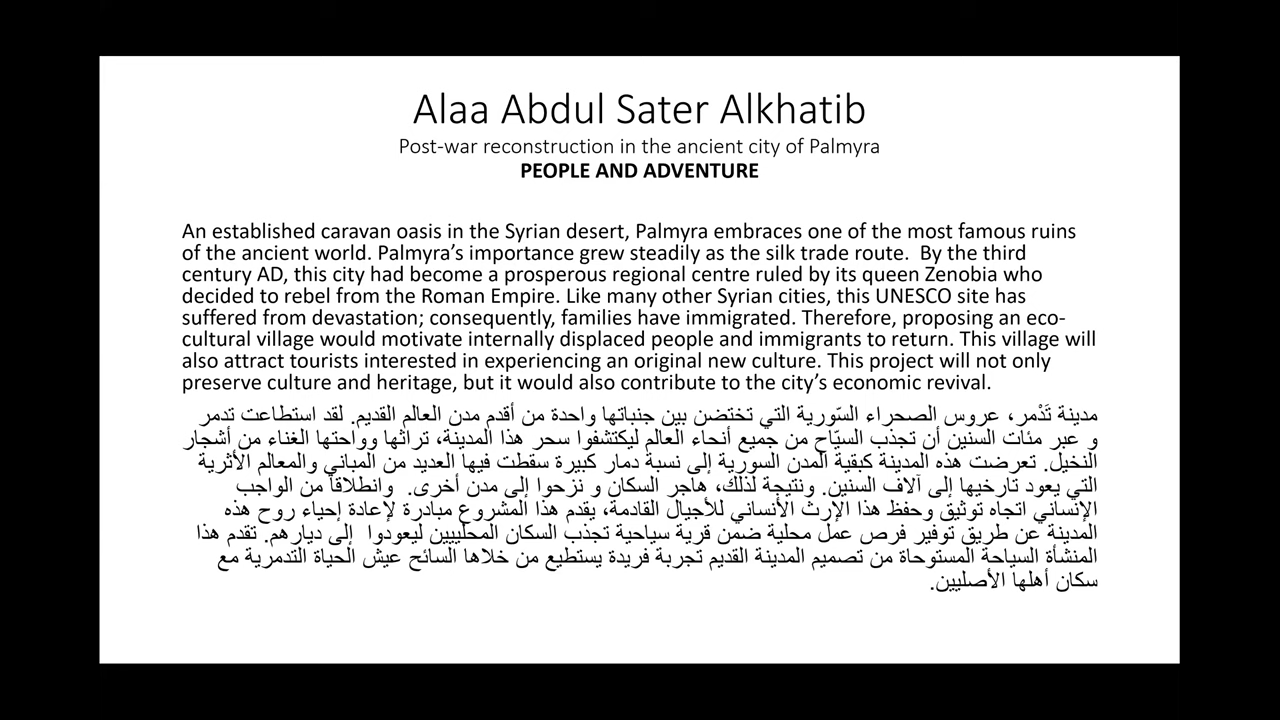 Alaa Abdul Sater Alkhatib
Post-war reconstruction in the ancient city of Palmyra
PEOPLE AND ADVENTURE
An established caravan oasis in the Syrian desert, Palmyra embraces one of the most famous ruins
of the ancient world. Palmyra’s importance grew steadily as the silk trade route.  By the third
century AD, this city had become a prosperous regional centre ruled by its queen Zenobia who
decided to rebel from the Roman Empire. Like many other Syrian cities, this UNESCO site has
suffered from devastation; consequently, families have immigrated. Therefore, proposing an eco-
cultural village would motivate internally displaced people and immigrants to return. This village will
also attract tourists interested in experiencing an original new culture. This project will not only
preserve culture and heritage, but it would also contribute to the city’s economic revival.
مدينة تَدْمر، عروس الصحراء السّورية التي تختضن بين جنباتها واحدة من أقدم مدن العالم القديم. لقد استطاعت تدمر
و عبر مئات السنين أن تجذب السيّاح من جميع أنحاء العالم ليكتشفوا سحر هذا المدينة، تراثها وواحتها الغناء من أشجار
النخيل. تعرضت هذه المدينة كبقية المدن السورية إلى نسبة دمار كبيرة سقطت فيها العديد من المباني والمعالم الأثرية
التي يعود تارخيها إلى آلاف السنين. ونتيجة لذلك، هاجر السكان و نزحوا إلى مدن أخرى.  وانطلاقاً من الواجب
الإنساني اتجاه توثيق وحفظ هذا الإرث الأنساني للأجيال القادمة، يقدم هذا المشروع مبادرة لإعادة إحياء روح هذه
المدينة عن طريق توفير فرص عمل محلية ضمن قرية سياحية تجذب السكان المحلييين ليعودوا  إلى ديارهم. تقدم هذا
المنشأة السياحة المستوحاة من تصميم المدينة القديم تجربة فريدة يستطيع من خلاها السائح عيش الحياة التدمرية مع
سكان أهلها الأصليين.